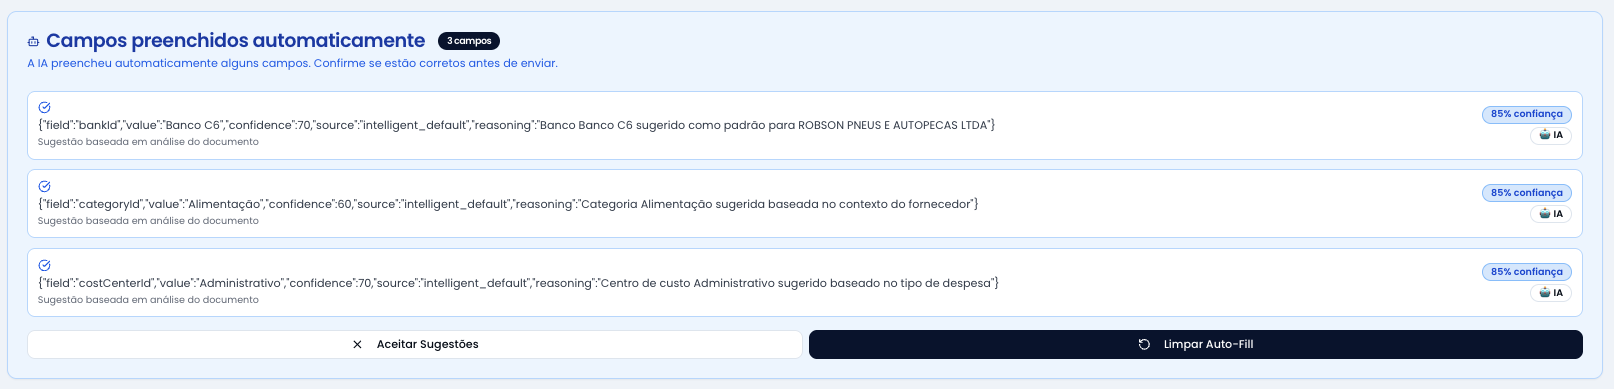 Campos preenchidos automaticamente 3 campos
A IA preencheu automaticamente alguns campos. Confirme se estão corretos antes de enviar.
{"field":"bankId","value":"Banco C6","confidence":70,"source":"intelligent_default","reasoning":"Banco Banco C6 sugerido como padrão para ROBSON PNEUS E AUTOPECAS LTDA"}
Sugestão baseada em análise do documento
85% confiança
IA
{"field":"categoryId","value":"Alimentação","confidence":60,"source":"intelligent_default","reasoning":"Categoria Alimentação sugerida baseada no contexto do fornecedor"}
Sugestão baseada em análise do documento
85% confiança
IA
{"field":"costCenterId","value":"Administrativo","confidence":70,"source":"intelligent_default","reasoning":"Centro de custo Administrativo sugerido baseado no tipo de despesa"}
Sugestão baseada em análise do documento
85% confiança
IA
Aceitar Sugestões
Limpar Auto-Fill